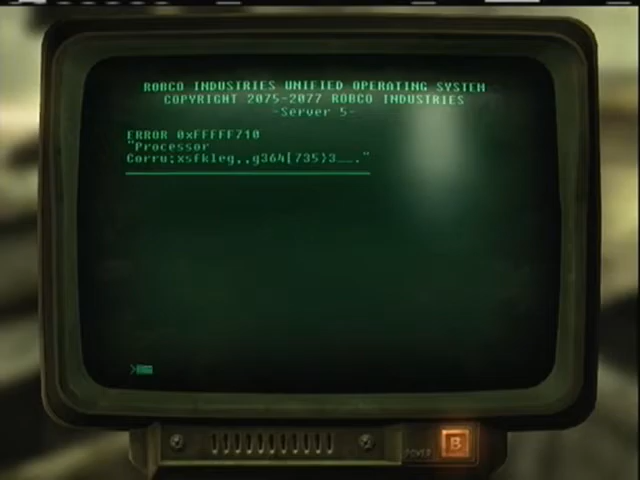 ROBCO INDUSTRIES UNIFIED OPERATING SYSTEM
COPYRIGHT 2075-2077 ROBCO INDUSTRIES
-Server 5-
ERROR 0xFFFFF710
"Processor
Corru;xsfkleg,,g364[735}3__."
>
POWER
B